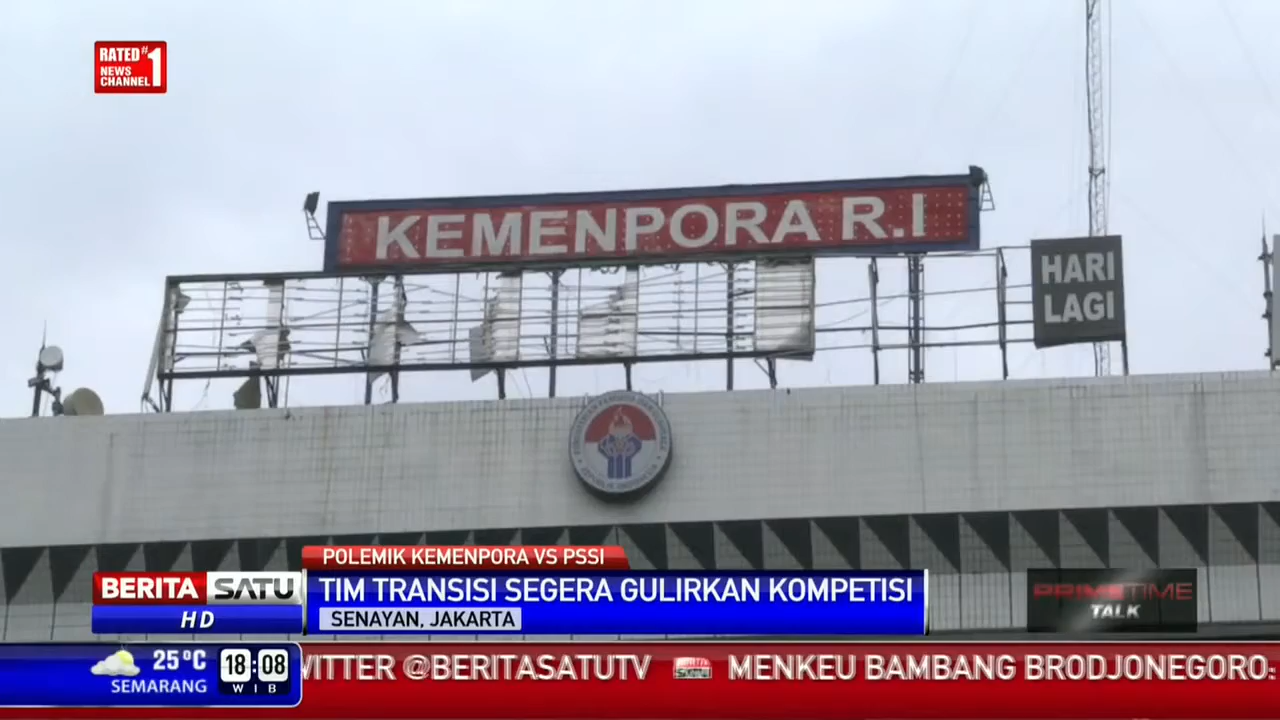 RATED #1
NEWS
CHANNEL
KEMENPORA R.I
HARI
LAGI
POLEMIK KEMENPORA VS PSSI
BERITA SATU
HD
TIM TRANSISI SEGERA GULIRKAN KOMPETISI
SENAYAN, JAKARTA
PRIMETIME
TALK
25°C
SEMARANG
18:08
WIB
WITTER @BERITASATUTV
MENKEU BAMBANG BRODJONEGORO: